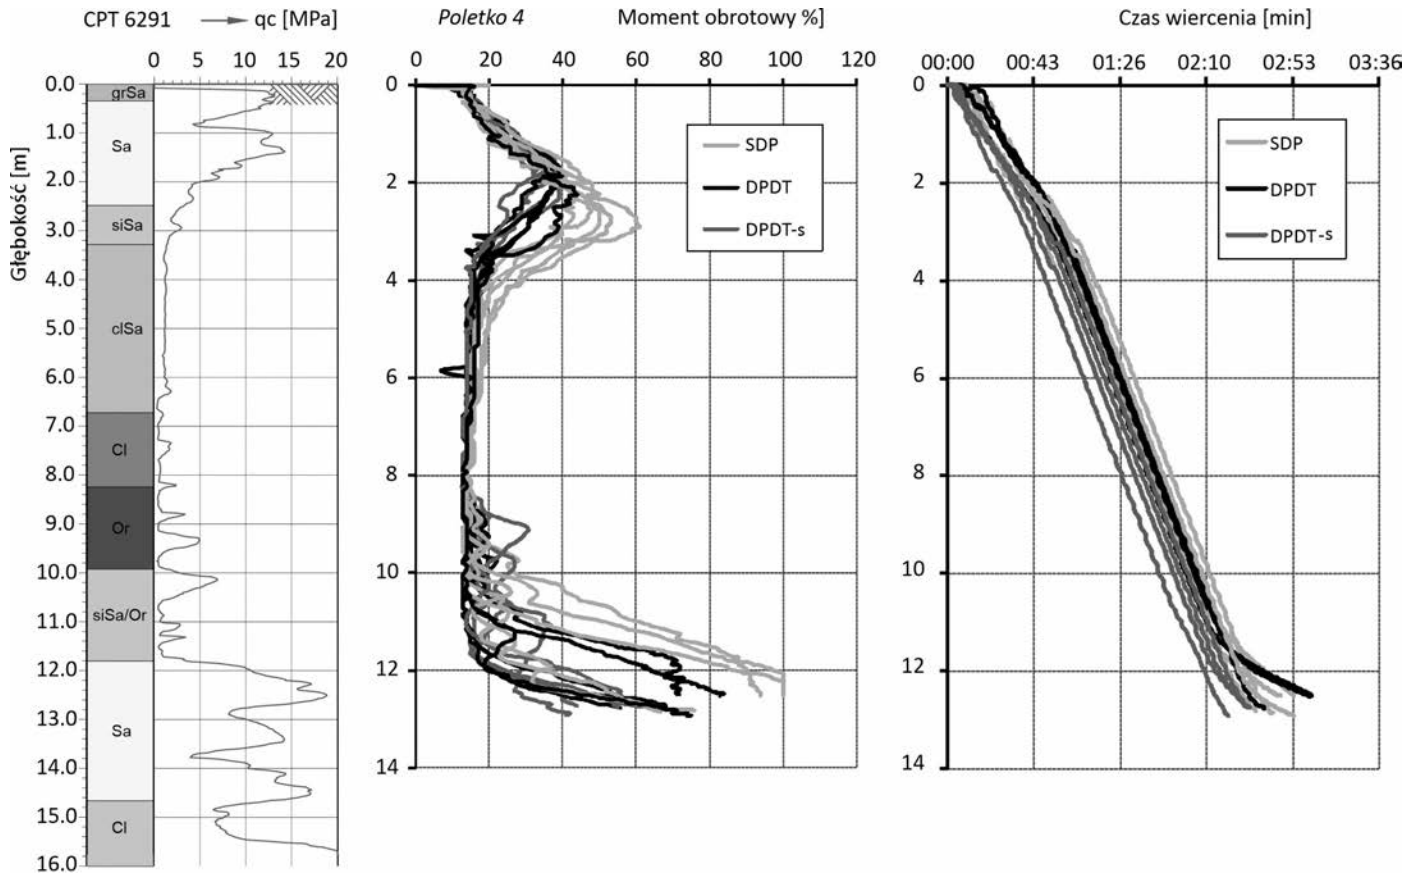 CPT 6291 qc [MPa]
0 5 10 15 20
Głębokość [m]
0.0
1.0
2.0
3.0
4.0
5.0
6.0
7.0
8.0
9.0
10.0
11.0
12.0
13.0
14.0
15.0
16.0
grSa
Sa
siSa
clSa
Cl
Or
siSa/Or
Sa
Cl
Poletko 4 Moment obrotowy %]
0 20 40 60 80 100 120
0
2
4
6
8
10
12
14
SDP
DPDT
DPDT-s
Czas wiercenia [min]
00:00 00:43 01:26 02:10 02:53 03:36
0
2
4
6
8
10
12
14
SDP
DPDT
DPDT-s